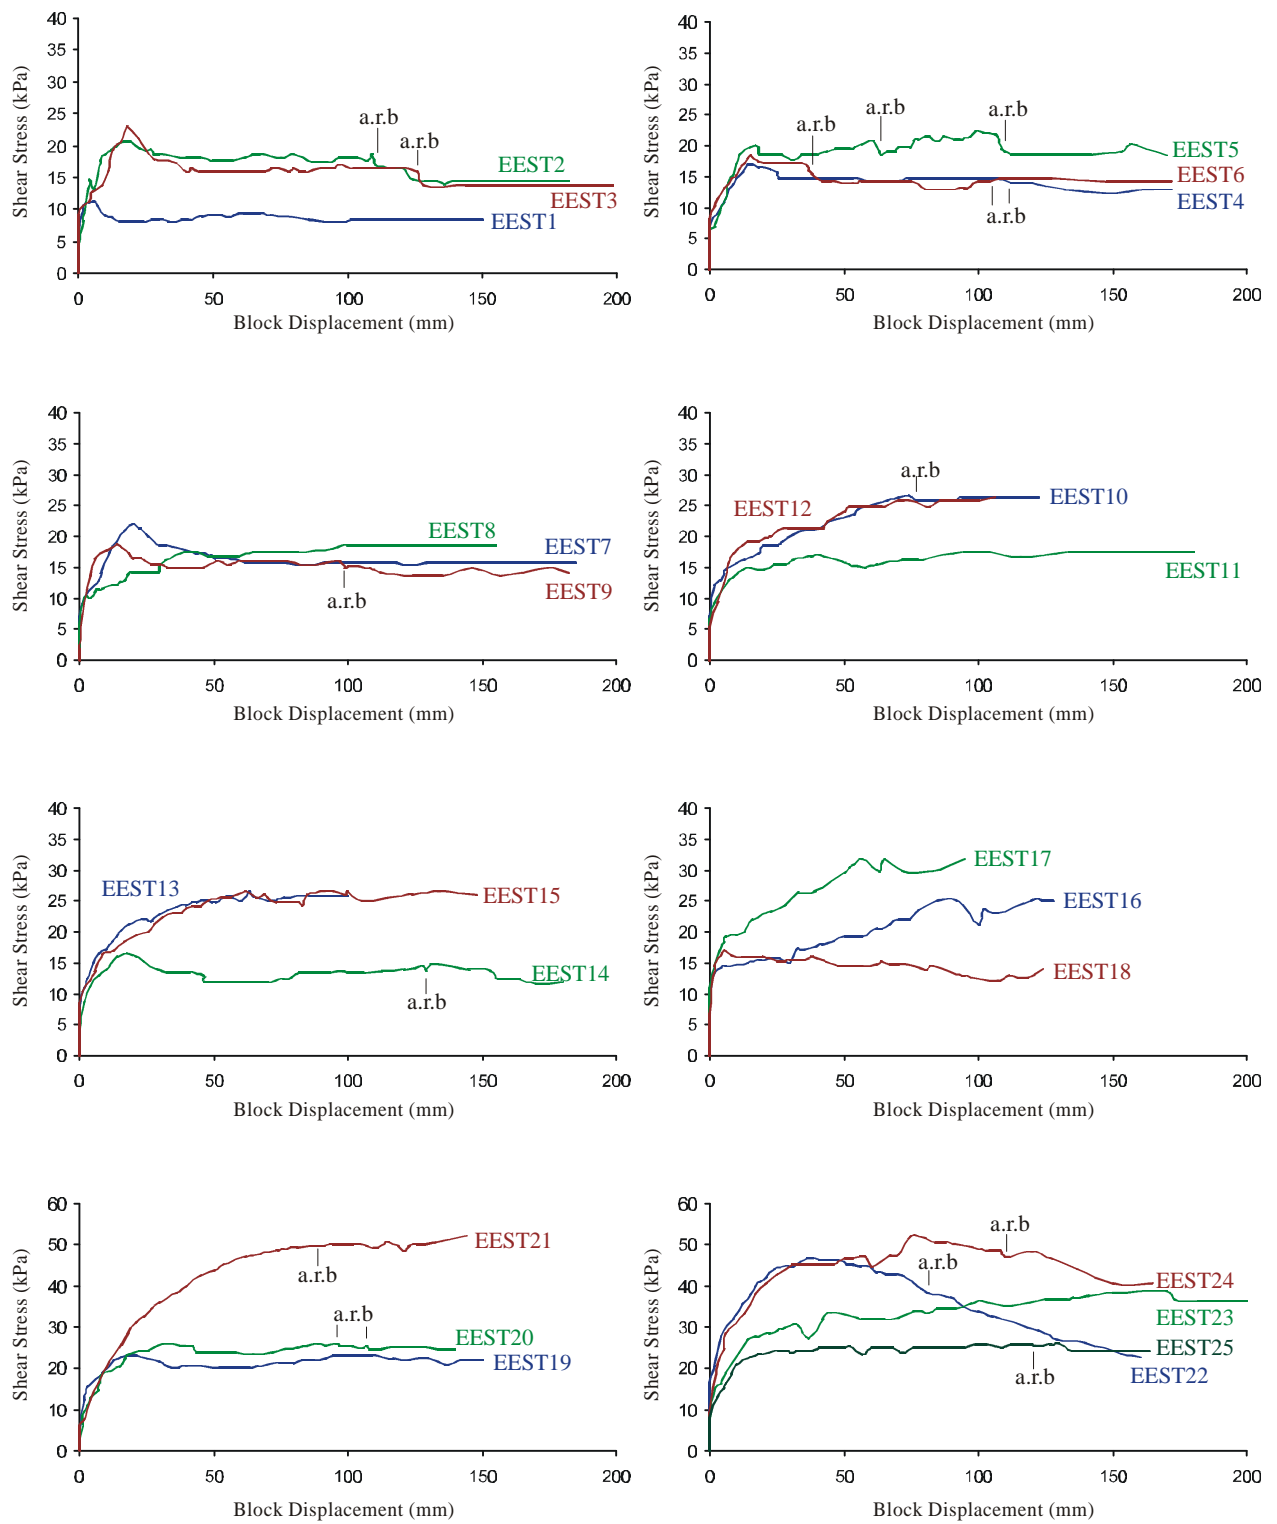 40
35
30
25
20
15
10
5
0
Shear Stress (kPa)
a.r.b
a.r.b
EEST2
EEST3
EEST1
0 50 100 150 200
Block Displacement (mm)
40
35
30
25
20
15
10
5
0
Shear Stress (kPa)
a.r.b
a.r.b
a.r.b
EEST5
EEST6
EEST4
a.r.b
0 50 100 150 200
Block Displacement (mm)
40
35
30
25
20
15
10
5
0
Shear Stress (kPa)
EEST8
EEST7
EEST9
a.r.b
0 50 100 150 200
Block Displacement (mm)
40
35
30
25
20
15
10
5
0
Shear Stress (kPa)
a.r.b
EEST12
EEST10
EEST11
0 50 100 150 200
Block Displacement (mm)
40
35
30
25
20
15
10
5
0
Shear Stress (kPa)
EEST13
EEST15
EEST14
a.r.b
0 50 100 150 200
Block Displacement (mm)
40
35
30
25
20
15
10
5
0
Shear Stress (kPa)
EEST17
EEST16
EEST18
0 50 100 150 200
Block Displacement (mm)
60
50
40
30
20
10
0
Shear Stress (kPa)
EEST21
a.r.b
a.r.b
EEST20
EEST19
0 50 100 150 200
Block Displacement (mm)
60
50
40
30
20
10
0
Shear Stress (kPa)
a.r.b
a.r.b
EEST24
EEST23
EEST25
a.r.b
EEST22
0 50 100 150 200
Block Displacement (mm)